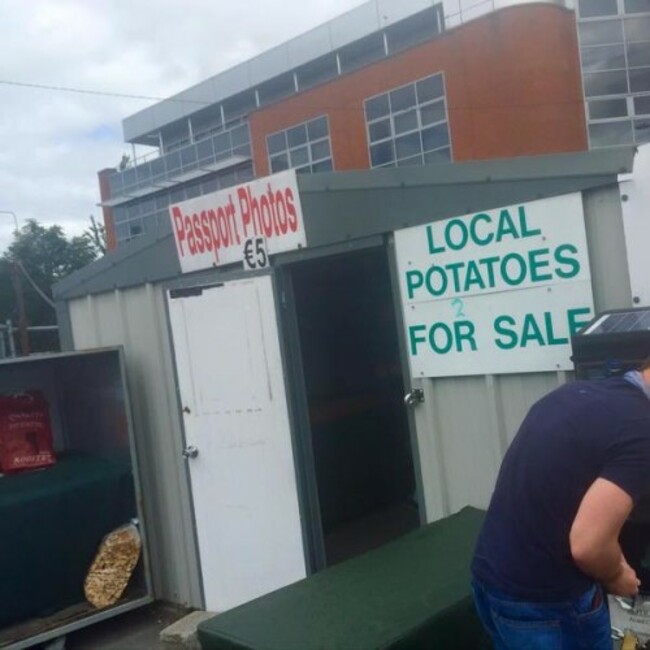 Passport Photos
€5
LOCAL
POTATOES
2
FOR SALE